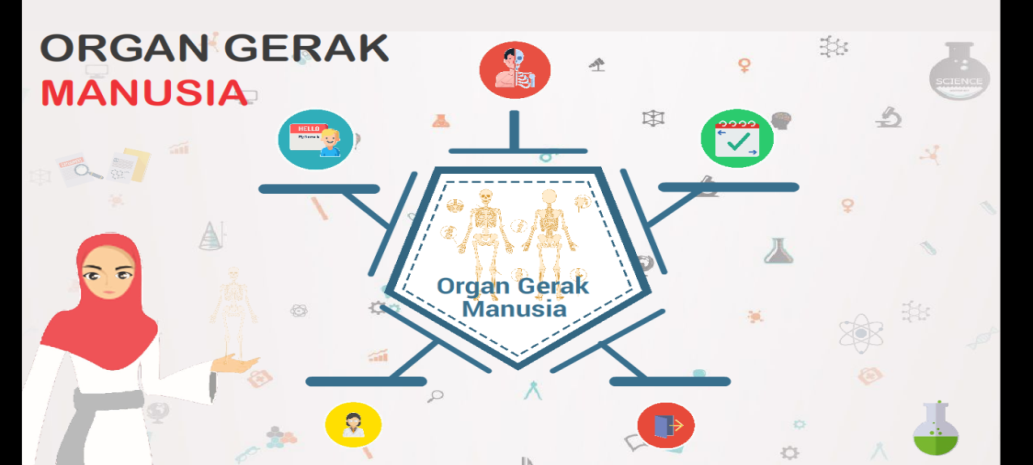 ORGAN GERAK
MANUSIA
HELLO
SCIENCE
Organ Gerak
Manusia